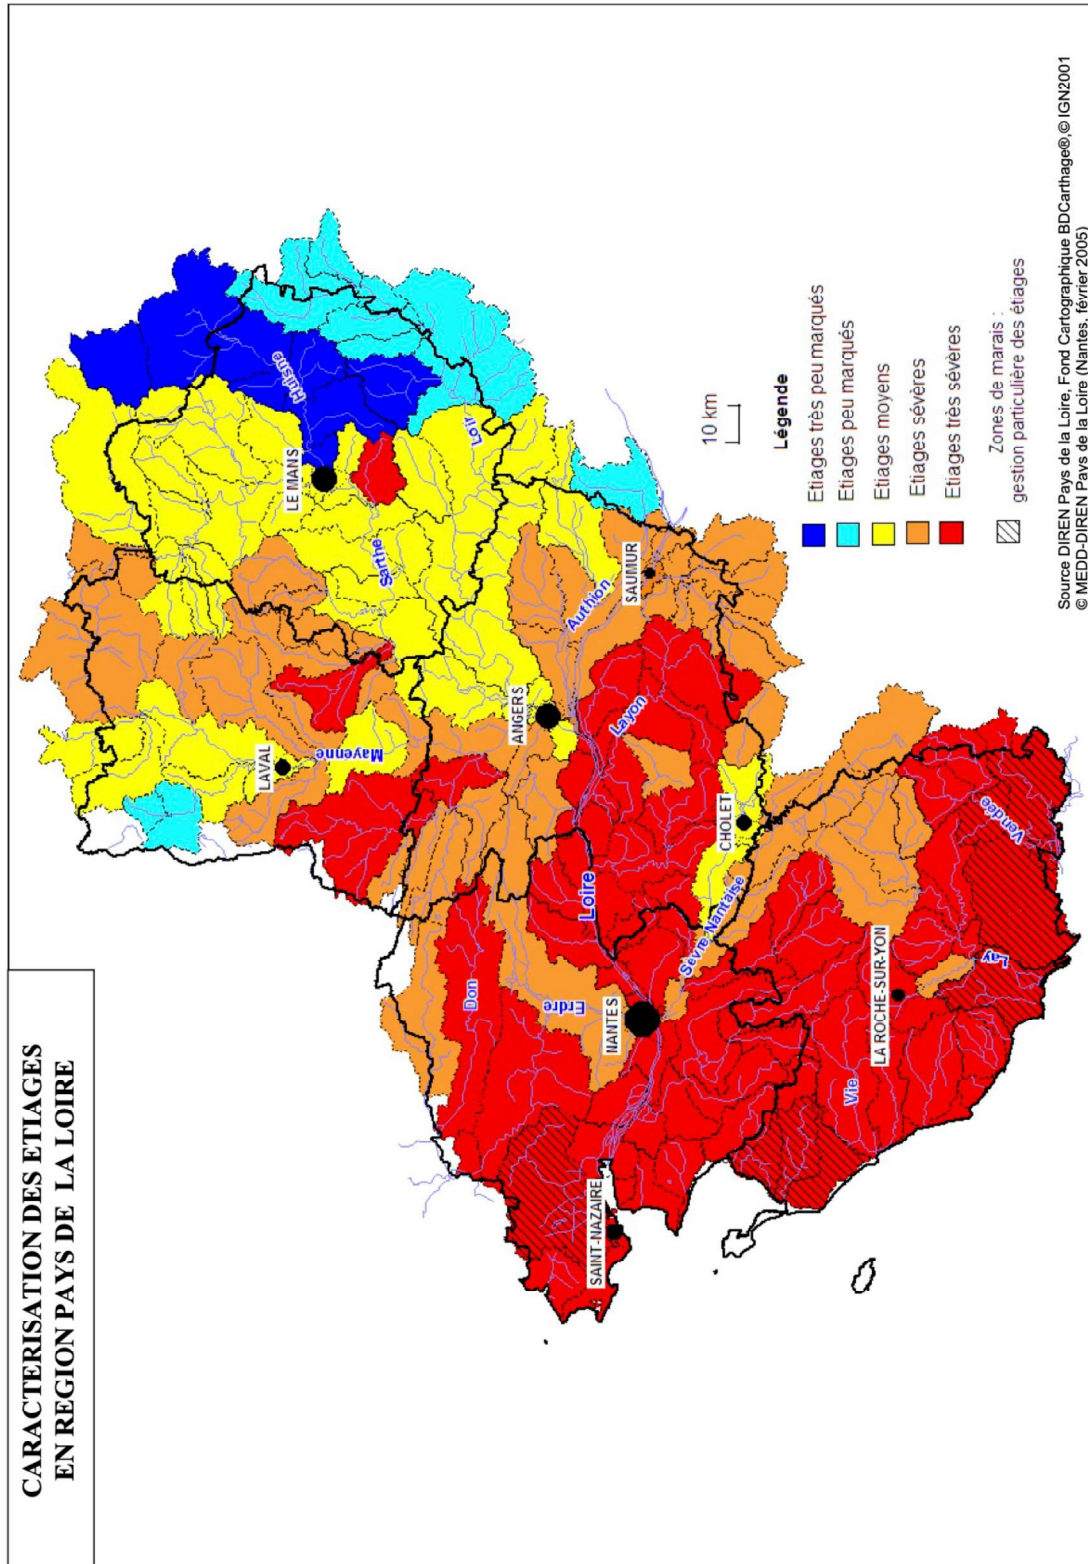 CARACTERISATION DES ETIAGES
EN REGION PAYS DE LA LOIRE
Huisne
LE MANS
Loir
Sarthe
LAVAL
Mayenne
ANGERS
Authion
SAUMUR
Layon
CHOLET
Loire
Sèvre Nantaise
Don
Erdre
NANTES
SAINT-NAZAIRE
Vie
LA ROCHE-SUR-YON
Lay
Vendée
10 km
Légende
Etiages très peu marqués
Etiages peu marqués
Etiages moyens
Etiages sévères
Etiages très sévères
Zones de marais :
gestion particulière des étiages
Source DIREN Pays de la Loire, Fond Cartographique BDCarthage®,© IGN2001
© MEDD-DIREN Pays de la Loire (Nantes, février 2005)